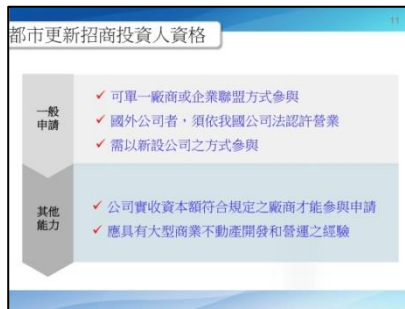 11
都市更新招商投資人資格
一般
申請
✓ 可單一廠商或企業聯盟方式參與
✓ 國外公司者，須依我國公司法認許營業
✓ 需以新設公司之方式參與
其他
能力
✓ 公司實收資本額符合規定之廠商才能參與申請
✓ 應具有大型商業不動產開發和營運之經驗